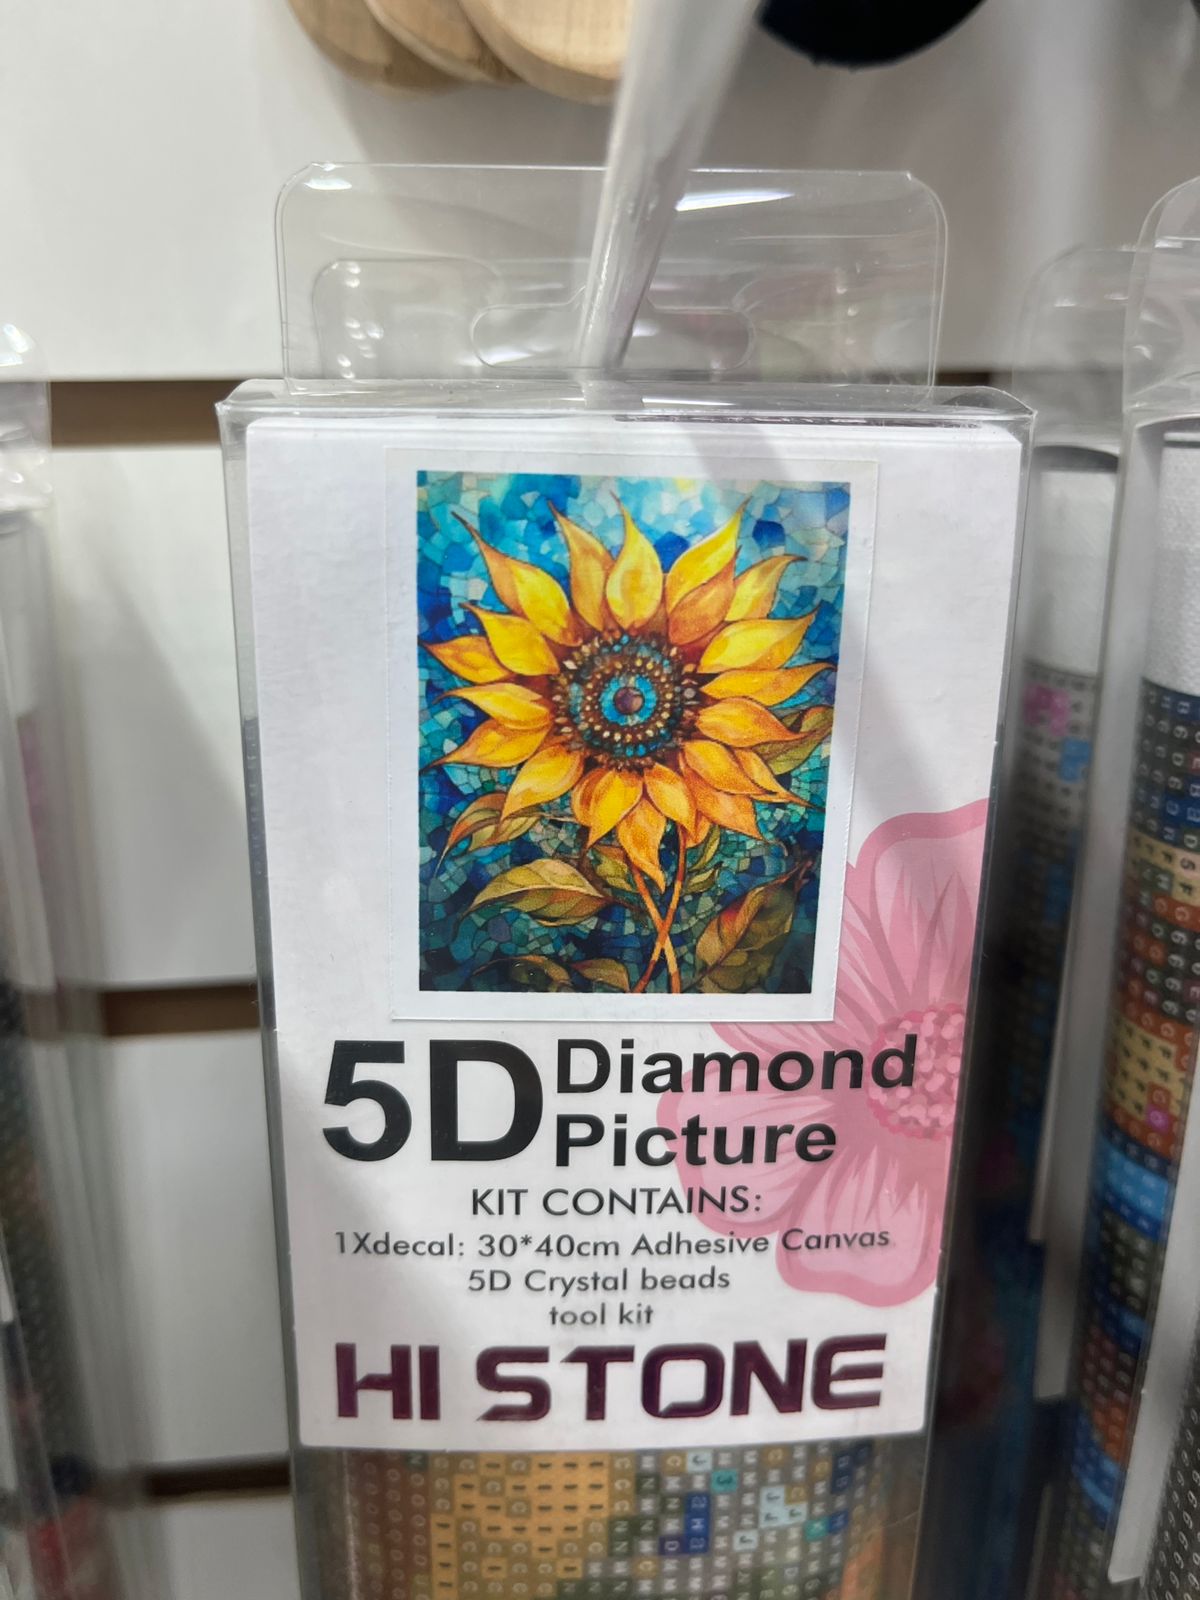 5D Diamond
Picture
KIT CONTAINS:
1Xdecal: 30*40cm Adhesive Canvas
5D Crystal beads
tool kit
HI STONE